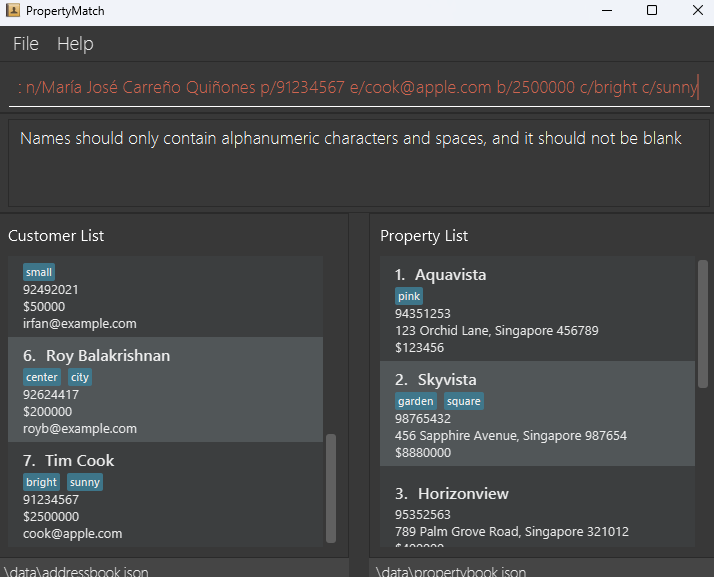 PropertyMatch
File Help
: n/María José Carreño Quiñones p/91234567 e/cook@apple.com b/2500000 c/bright c/sunny
Names should only contain alphanumeric characters and spaces, and it should not be blank
Customer List
small
92492021
$50000
irfan@example.com
6. Roy Balakrishnan
center city
92624417
$200000
royb@example.com
7. Tim Cook
bright sunny
91234567
$2500000
cook@apple.com
\data\addressbook.json
Property List
1. Aquavista
pink
94351253
123 Orchid Lane, Singapore 456789
$123456
2. Skyvista
garden square
98765432
456 Sapphire Avenue, Singapore 987654
$8880000
3. Horizonview
95352563
789 Palm Grove Road, Singapore 321012
\data\propertybook.json